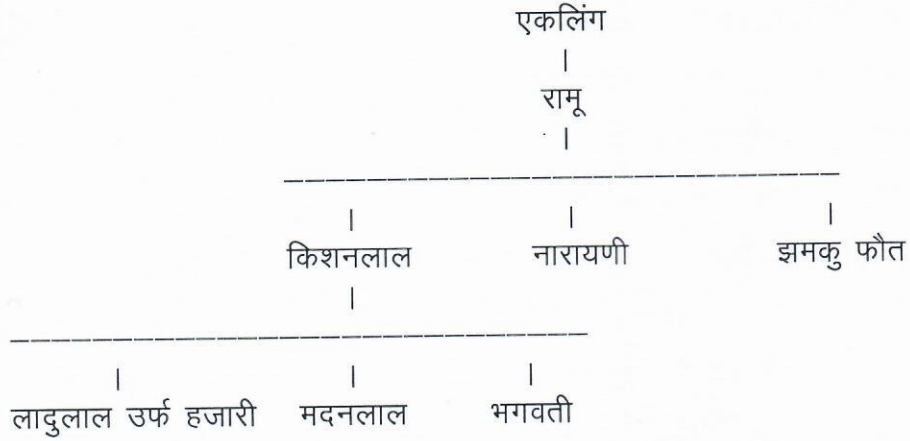 एकलिंग
|
रामू
|
----------------------------------------
| | |
किशनलाल नारायणी झमकु फौत
|
------------------------------------------
| | |
लादुलाल उर्फ हजारी मदनलाल भगवती